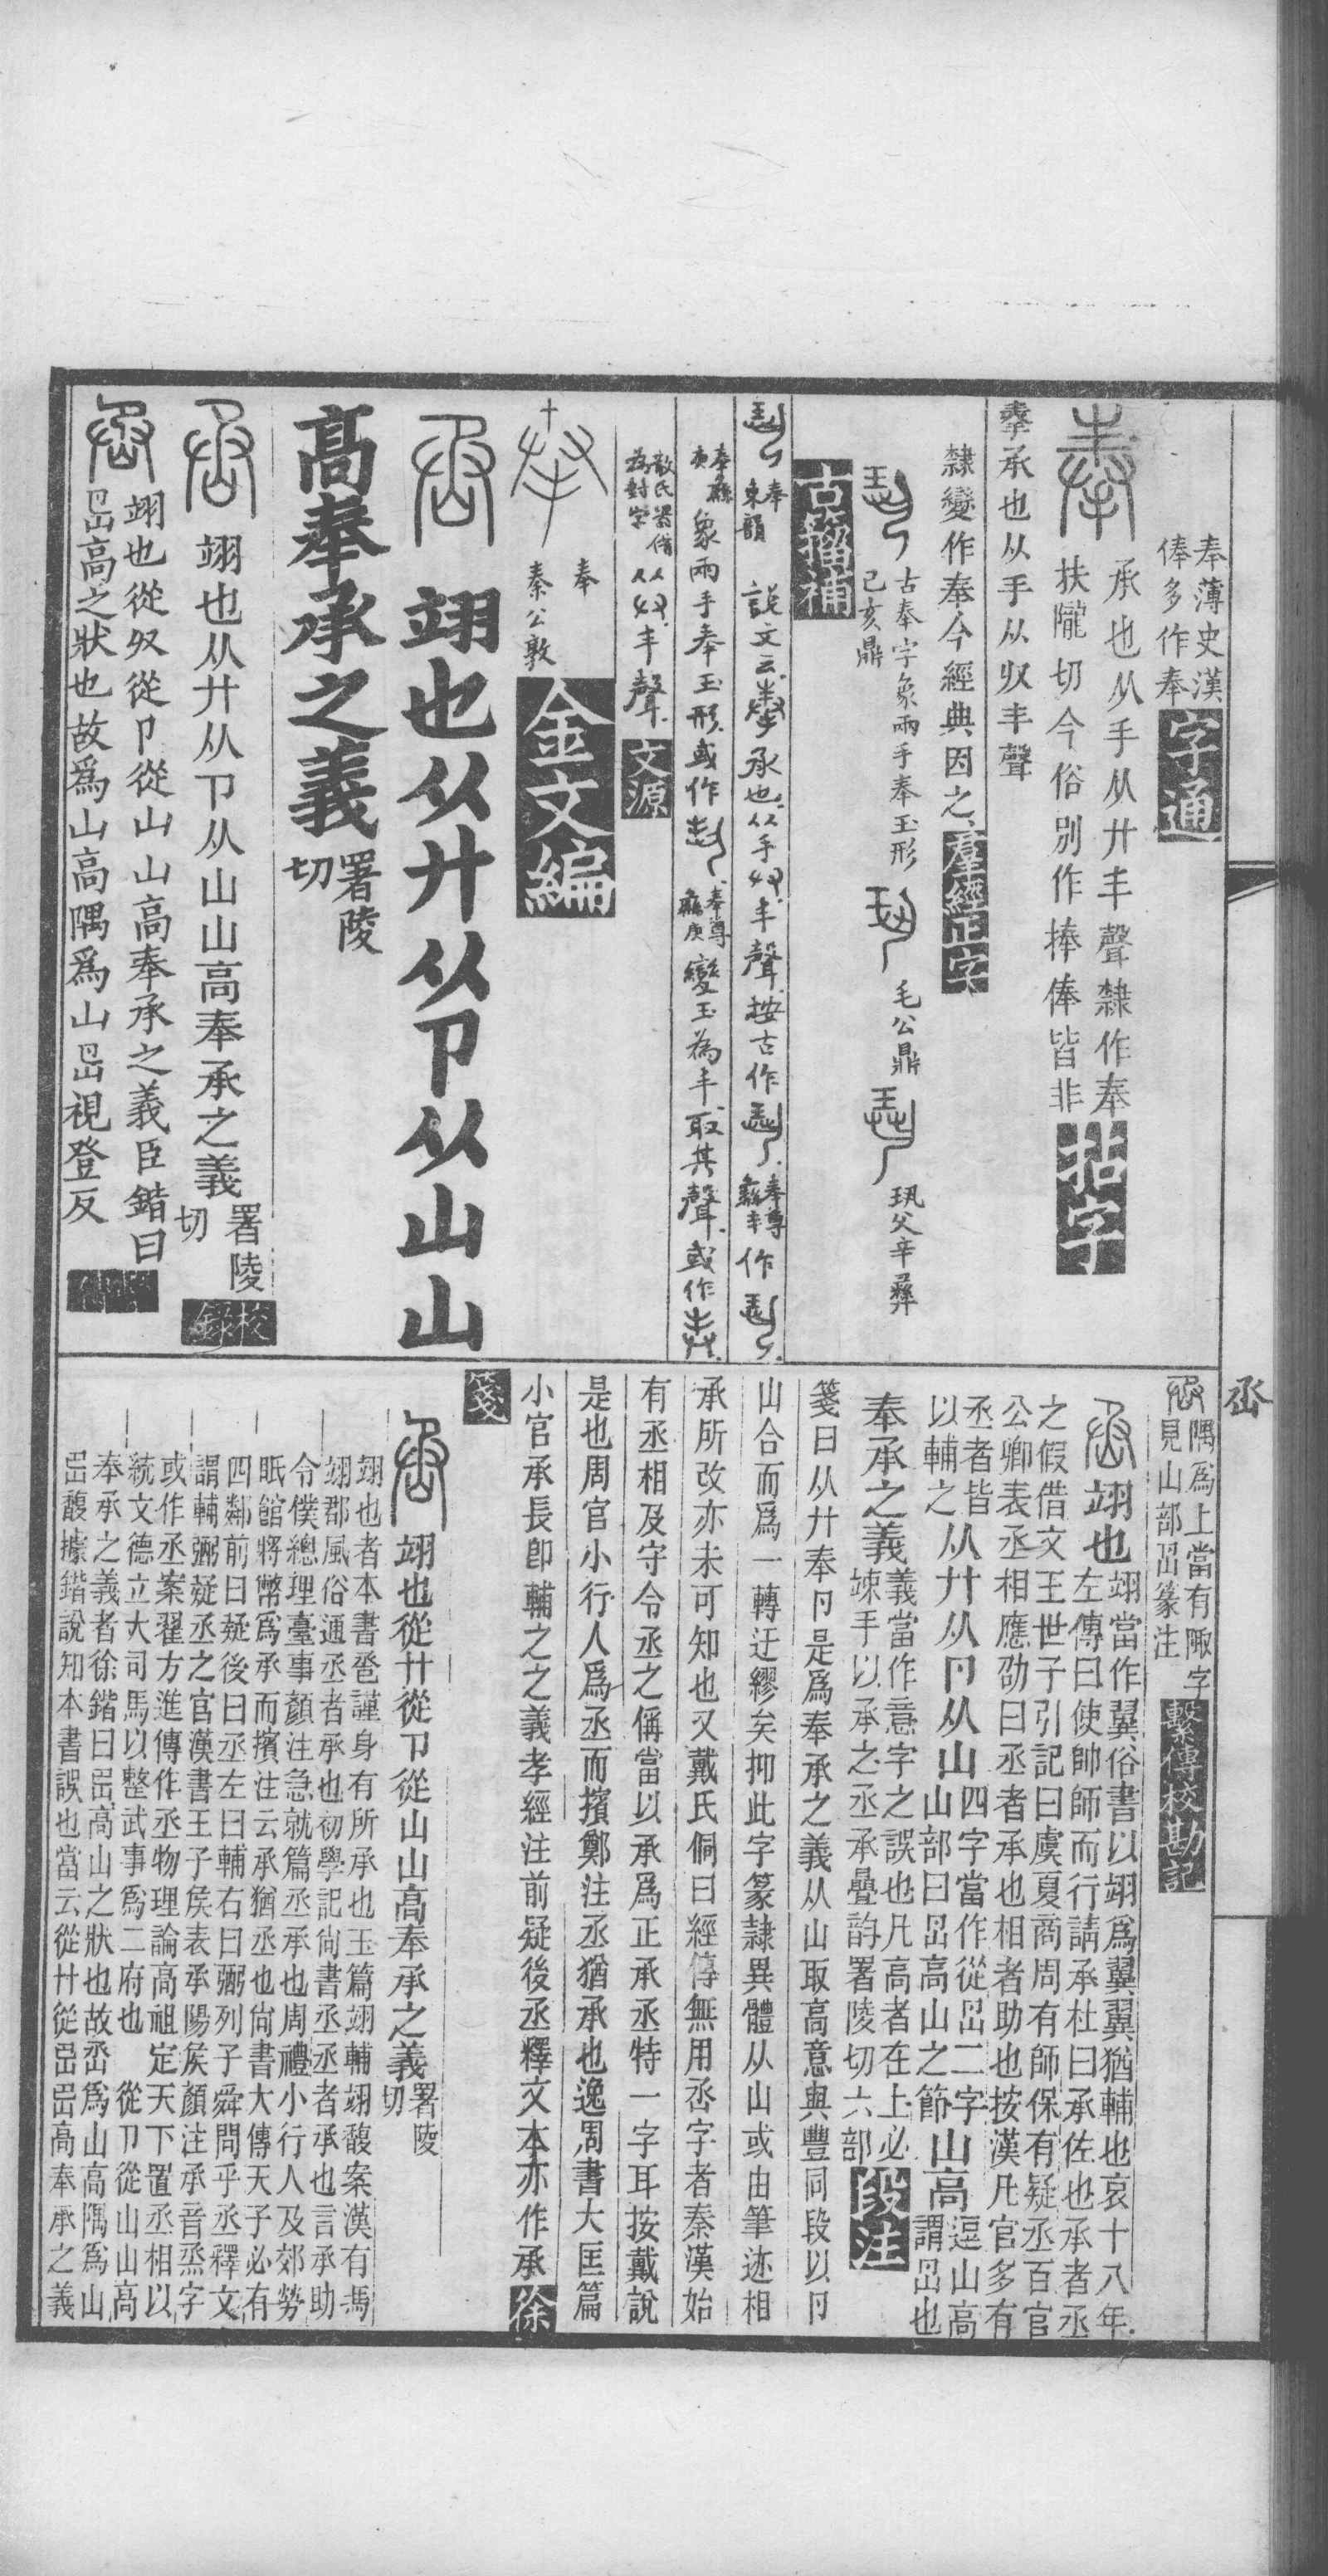 奉薄史漢
俸多作奉
字通
承也从手从廾丰聲隸作奉
扶隴切今俗別作捧俸皆非
拈字
奉承也从手从収丰聲
隸變作奉今經典因之
羣經正字
古奉字象兩手奉玉形
己亥鼎
毛公鼎
珟父辛彝
古籀補
奉
東韻
說文云奉承也从手収丰聲按古作
奉尊
彝丰
作
奉彝
庚
象兩手奉玉形或作
奉尊
彝庚
變玉為丰取其聲或作
散氏器偕
為封字
从収丰聲
文源
奉
秦公敦
金文編
翊也从廾从卪从山山
高奉承之義
署陵
切
翊也从廾从卪从山山高奉承之義
署陵
切
校
錄
翊也從収從卪從山山高奉承之義臣鍇曰
㠭高之狀也故爲山高隅爲山㠭視登反
丞
隅爲上當有陬字
見山部㞯篆注
繫傳校勘記
翊也
翊當作翼俗書以翊爲翼翼猶輔也哀十八年
左傳曰使帥師而行請承杜曰承佐也承者丞
之假借文王世子引記曰虞夏商周有師保有疑丞百官
公卿表丞相應劭曰丞者承也相者助也按漢凡官多有
丞者皆
以輔之
从廾从卪从山
四字當作從㞯二字
山部曰㞯高山之節
山高
逗山高
謂㞯也
奉承之義
義當作意字之誤也凡高者在上必
竦手以承之丞承疊韵署陵切六部
段注
箋曰从廾奉卪是爲奉承之義从山取高意與豐同段以卪
山合而爲一轉迂繆矣抑此字篆隸異體从山或由筆迹相
承所改亦未可知也又戴氏侗曰經傳無用丞字者秦漢始
有丞相及守令丞之偁當以承爲正承丞特一字耳按戴說
是也周官小行人爲丞而擯鄭注丞猶承也逸周書大匡篇
小官承長卽輔之之義孝經注前疑後丞釋文本亦作承
徐
箋
翊也從廾從卪從山山高奉承之義
署陵
切
翊也者本書卺謹身有所承也玉篇翊輔翊馥案漢有馮
翊郡風俗通丞者承也初學記尙書丞丞者承也言承助
令僕總理臺事顏注急就篇丞承也周禮小行人及郊勞
眂館將幣爲承而擯注云承猶丞也尙書大傳天子必有
四鄰前曰疑後曰丞左曰輔右曰弼列子舜問乎丞釋文
謂輔弼疑丞之官漢書王子侯表承陽侯顏注承音烝字
或作丞案翟方進傳作丞物理論高祖定天下置丞相以
統文德立大司馬以整武事爲二府也 從卪從山山高
奉承之義者徐鍇曰㞯高山之狀也故峦爲山高隅爲山
㞯馥據鍇說知本書誤也當云從廾從㞯㞯高奉承之義